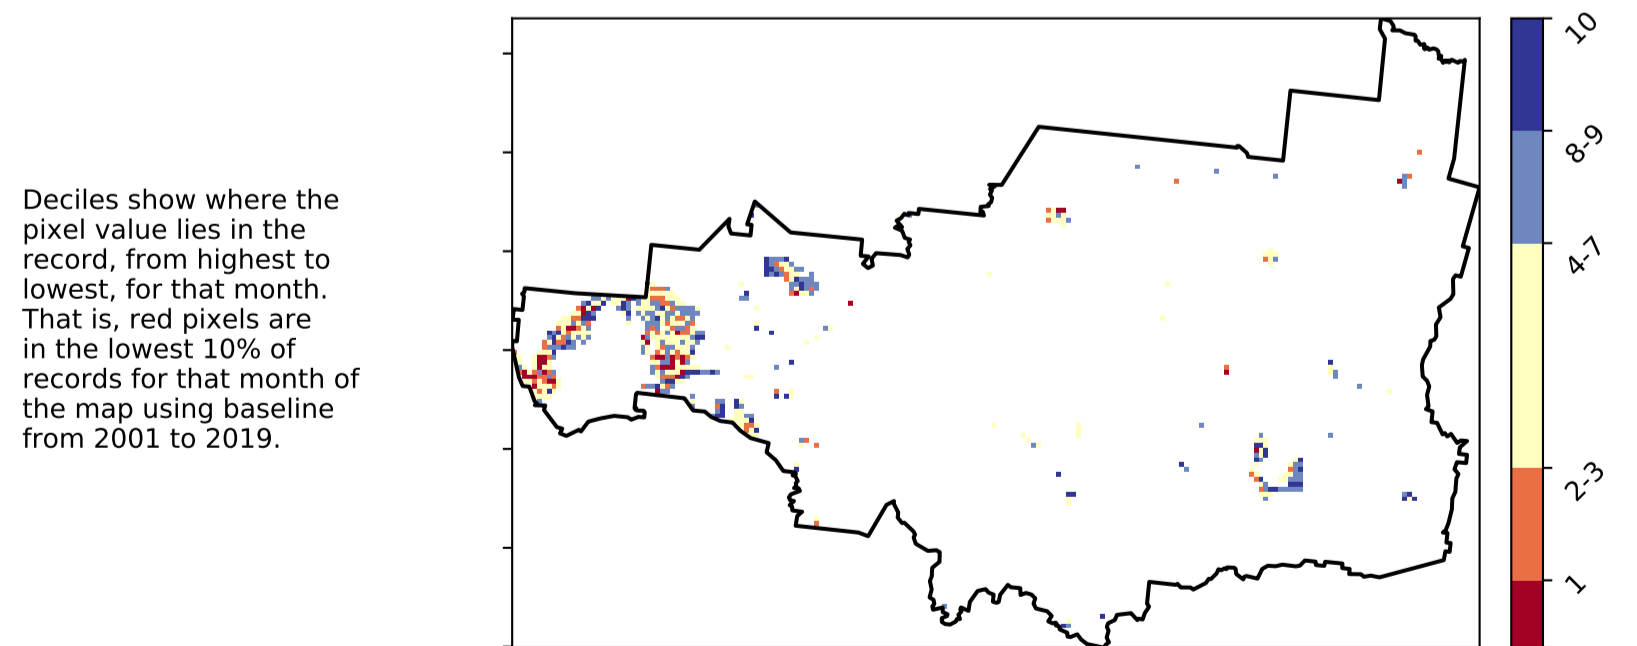 Deciles show where the
pixel value lies in the
record, from highest to
lowest, for that month.
That is, red pixels are
in the lowest 10% of
records for that month of
the map using baseline
from 2001 to 2019.
10
8-9
4-7
2-3
1